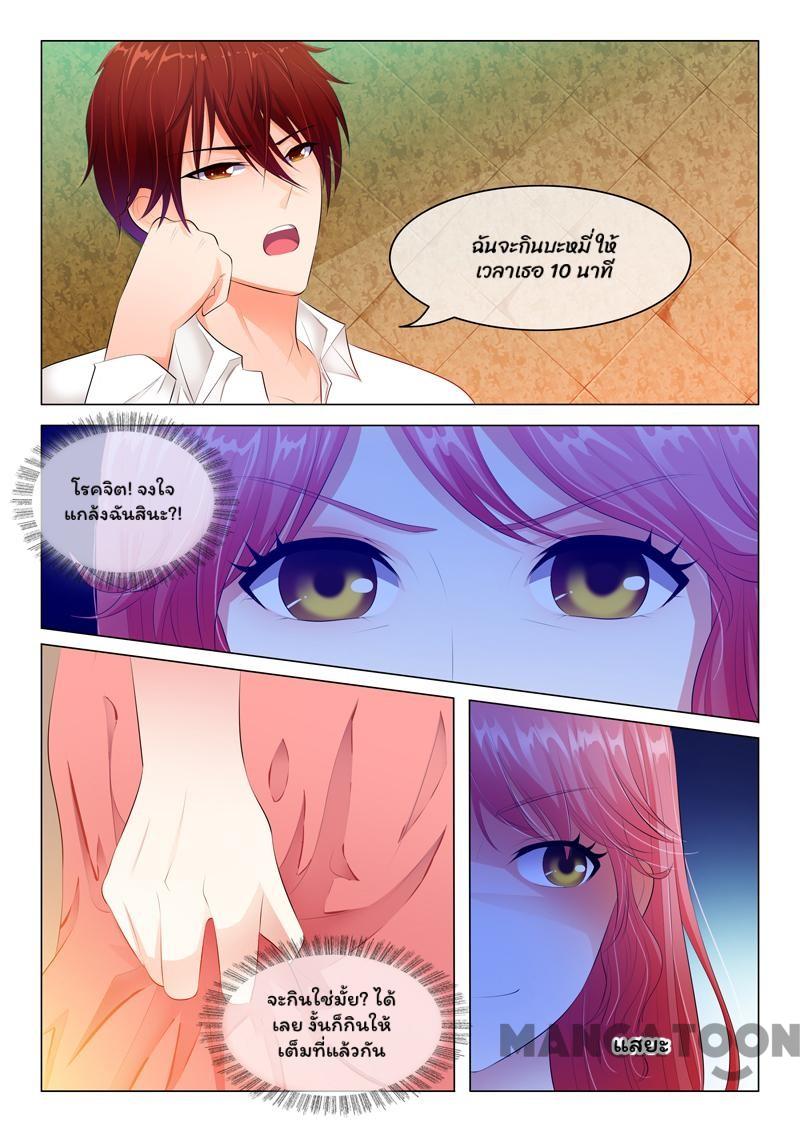 ฉันจะกินบะหมี่ ให้
เวลาเธอ 10 นาที
โรคจิต! จงใจ
แกล้งฉันสินะ?!
จะกินใช่มั้ย? ได้
เลย งั้นก็กินให้
เต็มที่แล้วกัน
MANGATOON
แสยะ